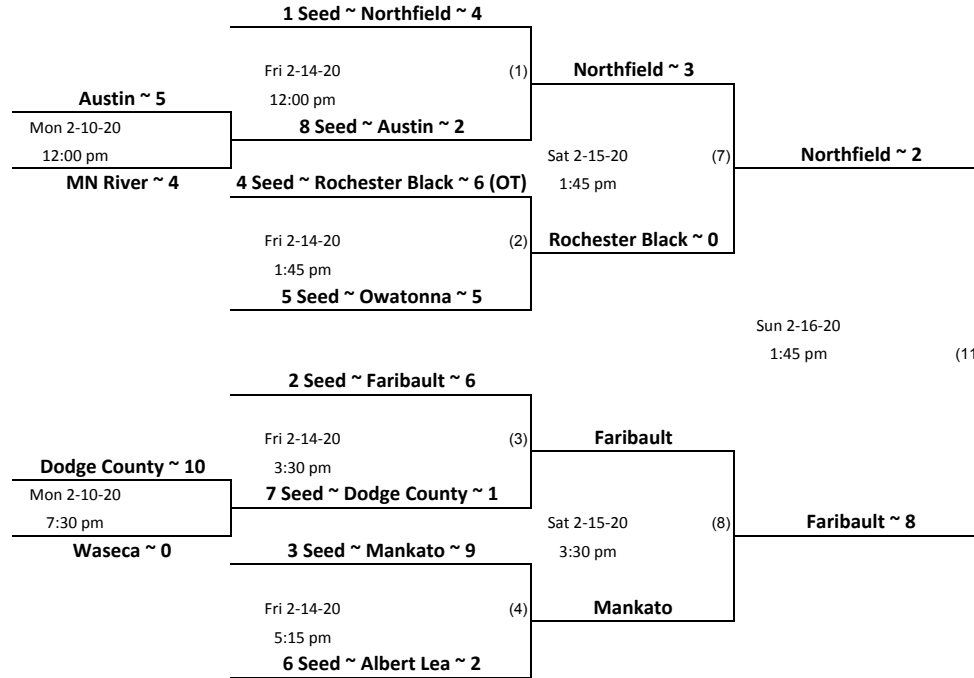 1 Seed ~ Northfield ~ 4
Fri 2-14-20 (1)
Northfield ~ 3
Austin ~ 5
12:00 pm
Mon 2-10-20
8 Seed ~ Austin ~ 2
12:00 pm
Sat 2-15-20 (7)
Northfield ~ 2
MN River ~ 4
4 Seed ~ Rochester Black ~ 6 (OT)
1:45 pm
Fri 2-14-20 (2)
Rochester Black ~ 0
1:45 pm
5 Seed ~ Owatonna ~ 5
Sun 2-16-20
1:45 pm (11
2 Seed ~ Faribault ~ 6
Fri 2-14-20 (3)
Faribault
Dodge County ~ 10
3:30 pm
Mon 2-10-20
7 Seed ~ Dodge County ~ 1
7:30 pm
Sat 2-15-20 (8)
Faribault ~ 8
Waseca ~ 0
3 Seed ~ Mankato ~ 9
3:30 pm
Fri 2-14-20 (4)
Mankato
5:15 pm
6 Seed ~ Albert Lea ~ 2